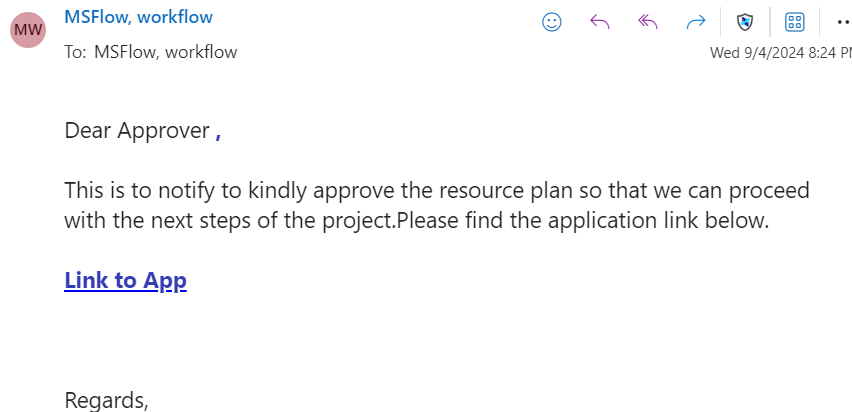 MW
MSFlow, workflow
To: MSFlow, workflow
Wed 9/4/2024 8:24 PM
Dear Approver ,
This is to notify to kindly approve the resource plan so that we can proceed
with the next steps of the project.Please find the application link below.
Link to App
Regards,